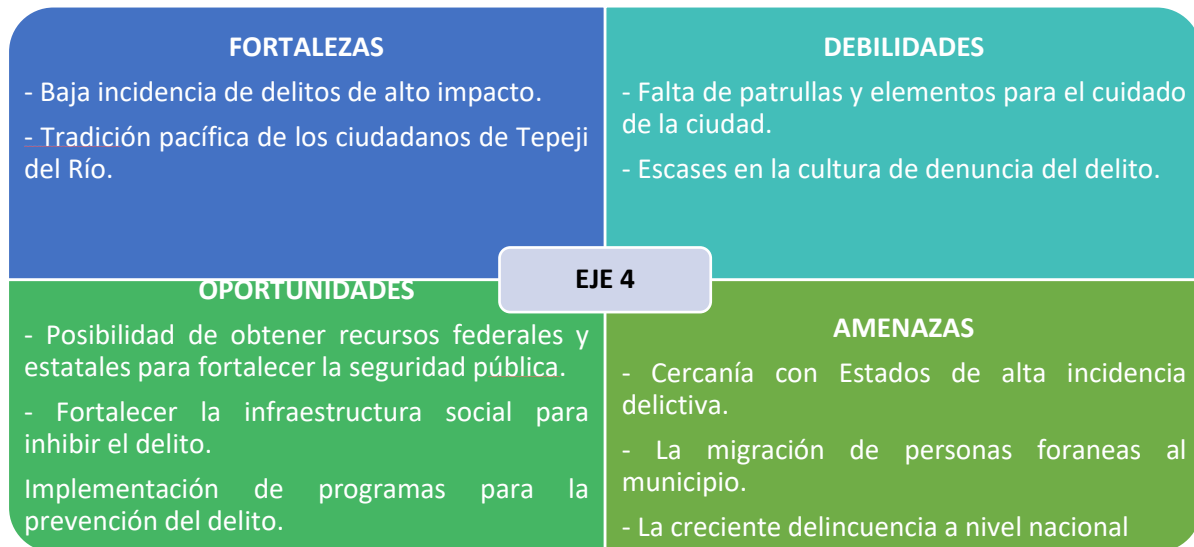 FORTALEZAS
- Baja incidencia de delitos de alto impacto.
- Tradición pacífica de los ciudadanos de Tepeji
del Río.
DEBILIDADES
- Falta de patrullas y elementos para el cuidado
de la ciudad.
- Escases en la cultura de denuncia del delito.
EJE 4
OPORTUNIDADES
- Posibilidad de obtener recursos federales y
estatales para fortalecer la seguridad pública.
- Fortalecer la infraestructura social para
inhibir el delito.
Implementación de programas para la
prevención del delito.
AMENAZAS
- Cercanía con Estados de alta incidencia
delictiva.
- La migración de personas foraneas al
municipio.
- La creciente delincuencia a nivel nacional